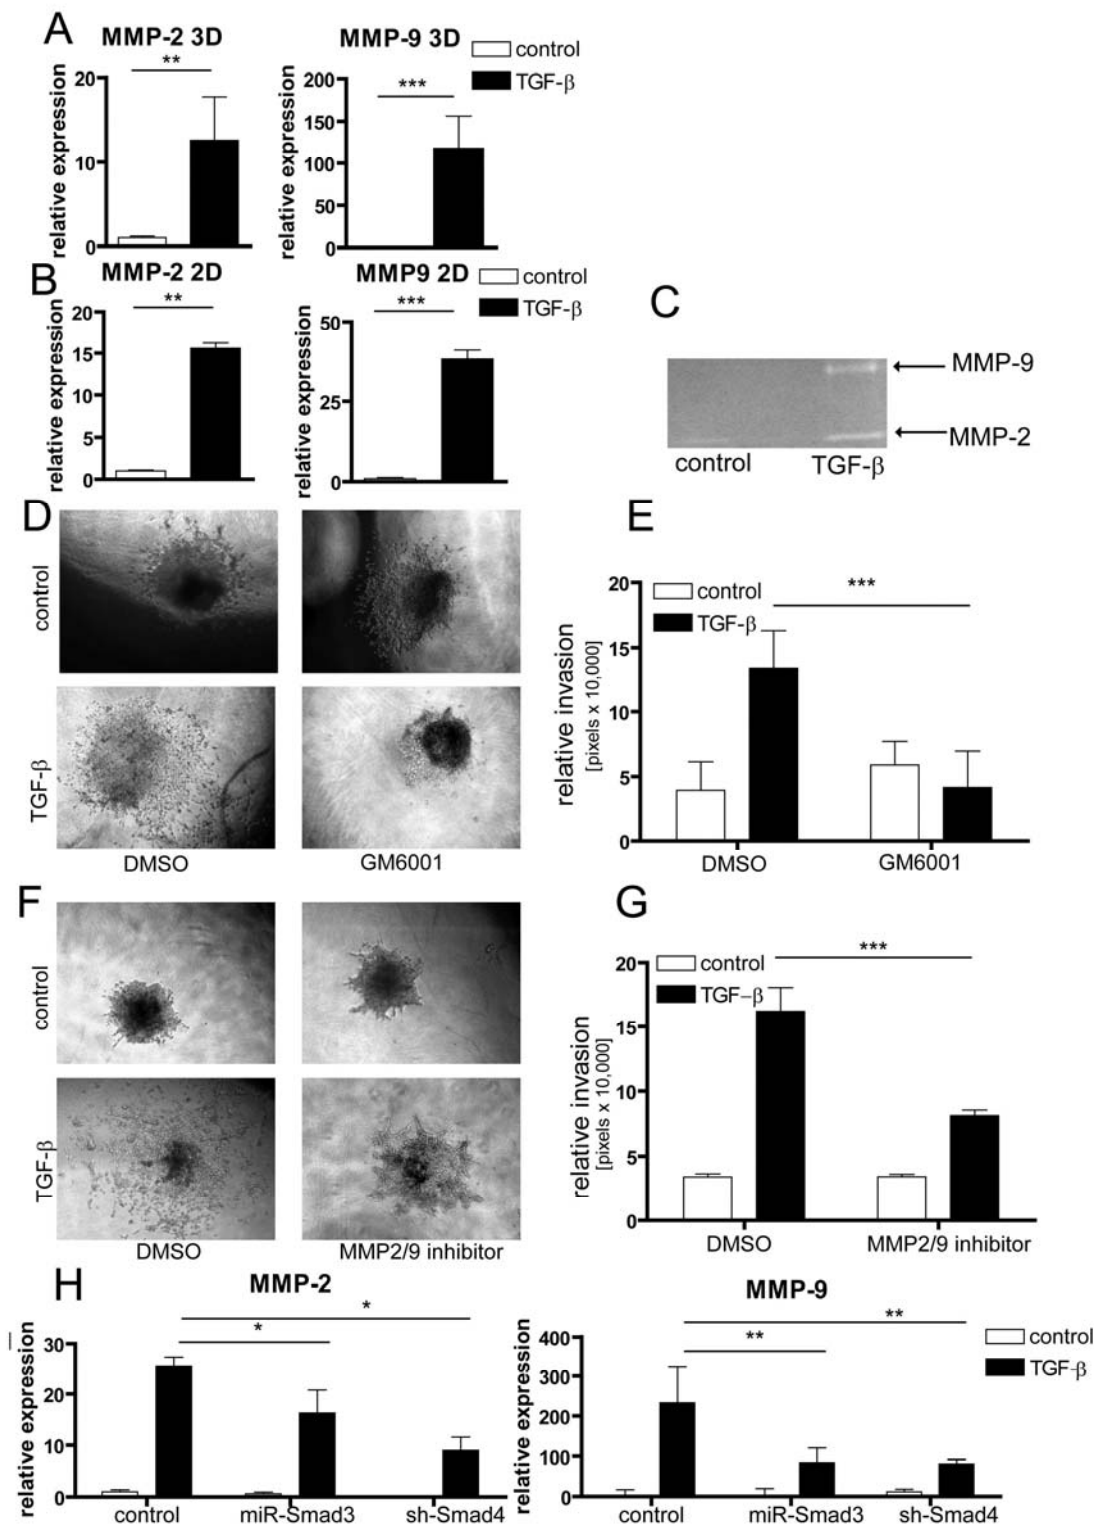 A
MMP-2 3D
MMP-9 3D
control
TGF-β
**
***
relative expression
20
10
0
relative expression
200
150
100
50
0
B
MMP-2 2D
MMP9 2D
control
TGF-β
**
***
relative expression
20
15
10
5
0
relative expression
50
25
0
C
MMP-9
MMP-2
control
TGF-β
D
control
TGF-β
DMSO
GM6001
E
control
TGF-β
***
relative invasion
[pixels x 10,000]
20
15
10
5
0
DMSO
GM6001
F
control
TGF-β
DMSO
MMP2/9 inhibitor
G
control
TGF-β
***
relative invasion
[pixels x 10,000]
20
15
10
5
0
DMSO
MMP2/9 inhibitor
H
MMP-2
*
*
relative expression
30
20
10
0
control
miR-Smad3
sh-Smad4
MMP-9
**
**
control
TGF-β
relative expression
400
300
200
100
0
control
miR-Smad3
sh-Smad4